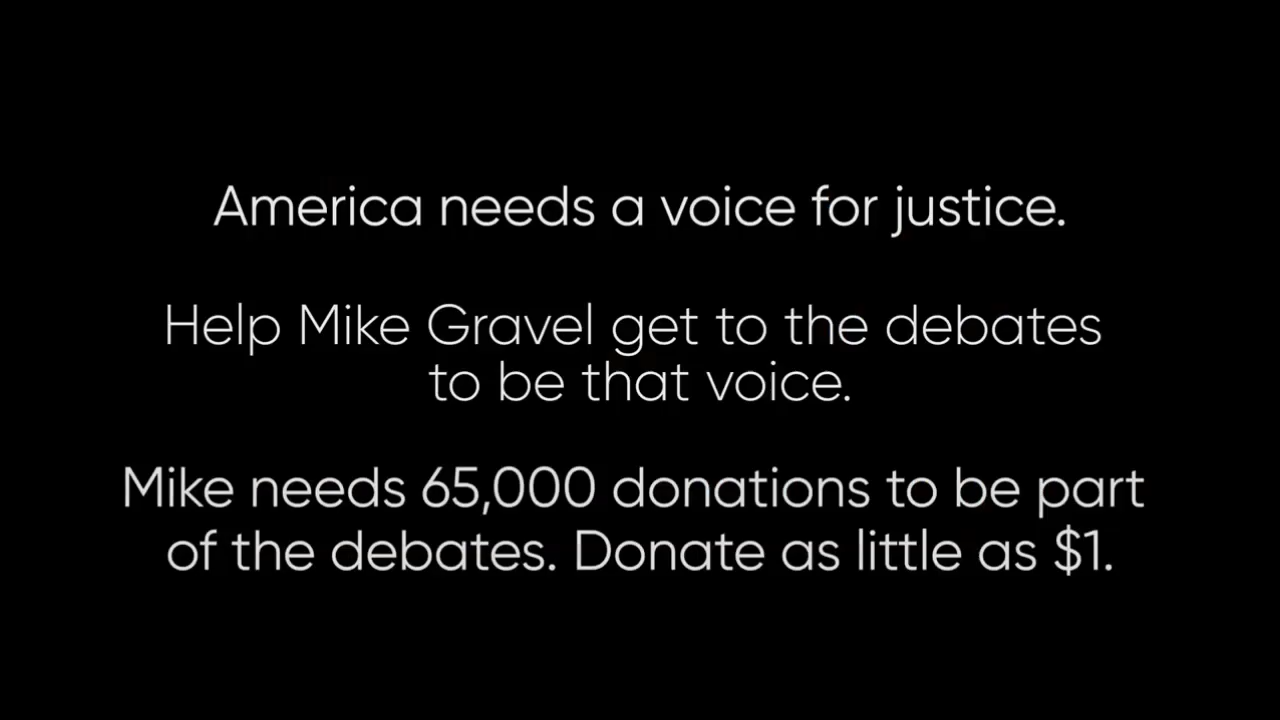 America needs a voice for justice.
Help Mike Gravel get to the debates
to be that voice.
Mike needs 65,000 donations to be part
of the debates. Donate as little as $1.